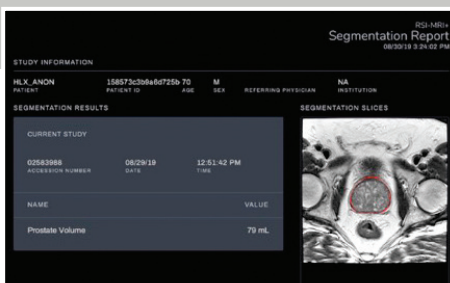 RSI-MRI+
Segmentation Report
08/30/19 3:24:02 PM
STUDY INFORMATION
HLX_ANON 158573c3b9a6d725b 70 M NA
PATIENT PATIENT ID AGE SEX REFERRING PHYSICIAN INSTITUTION
SEGMENTATION RESULTS SEGMENTATION SLICES
CURRENT STUDY
02583988 08/29/19 12:51:42 PM
ACCESSION NUMBER DATE TIME
NAME VALUE
Prostate Volume 79 mL